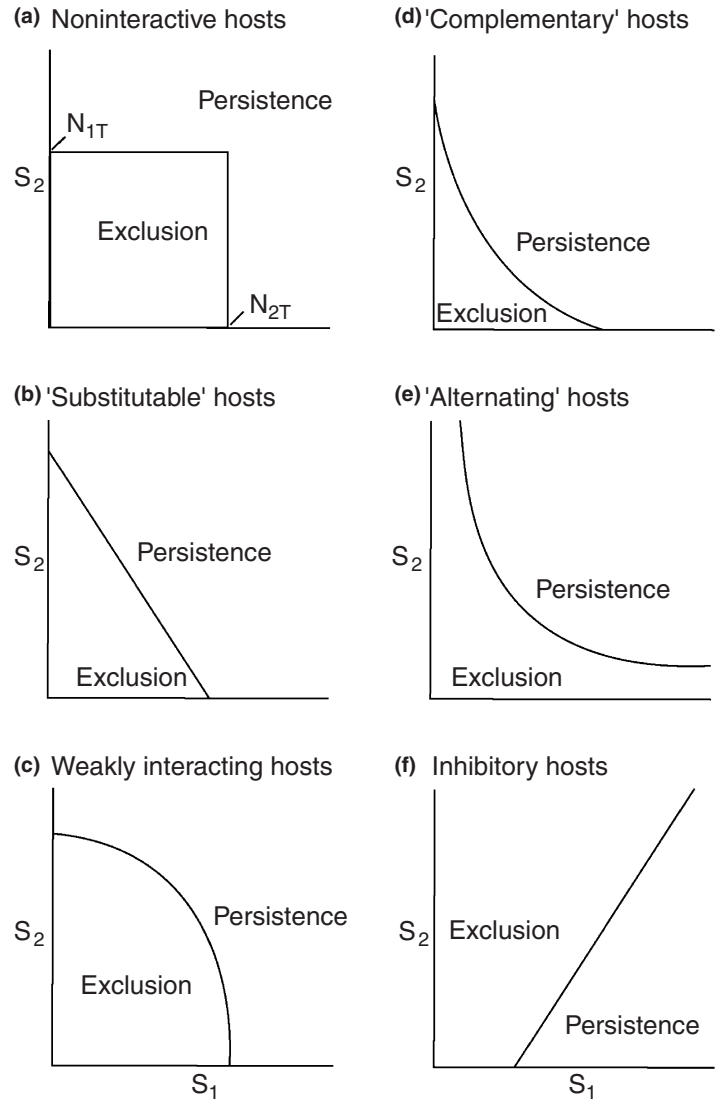 (a) Noninteractive hosts
Persistence
N1T
S2
Exclusion
N2T
(b) 'Substitutable' hosts
S2
Persistence
Exclusion
(c) Weakly interacting hosts
Persistence
S2
Exclusion
S1
(d) 'Complementary' hosts
S2
Persistence
Exclusion
(e) 'Alternating' hosts
S2
Persistence
Exclusion
(f) Inhibitory hosts
S2
Exclusion
Persistence
S1